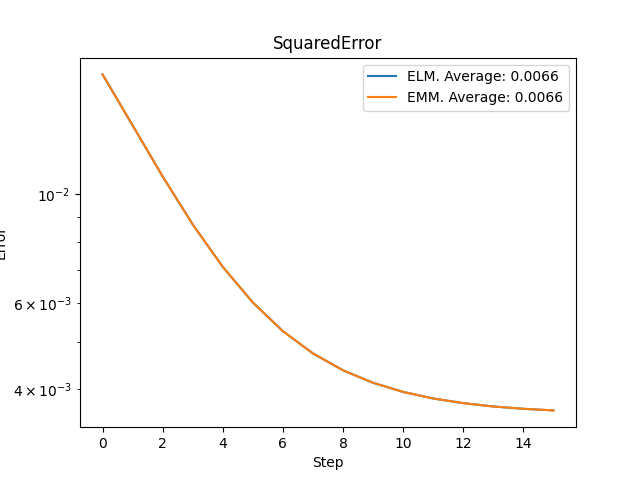 SquaredError
ELM. Average: 0.0066
EMM. Average: 0.0066
10⁻²
6 × 10⁻³
4 × 10⁻³
0 2 4 6 8 10 12 14
Step